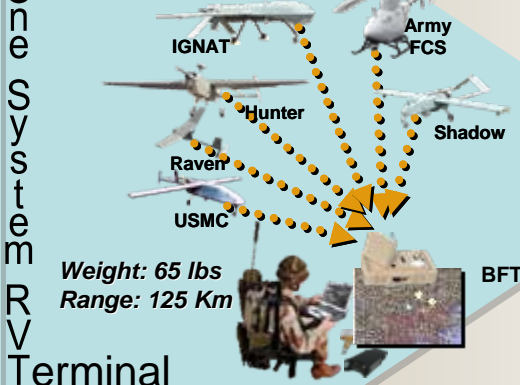 One
System
RV
Terminal
IGNAT
Army
FCS
Hunter
Shadow
Raven
USMC
Weight: 65 lbs
Range: 125 Km
BFT